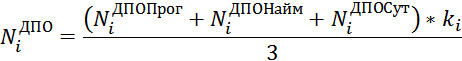 N_i^ДПО = (N_i^ДПОПрог + N_i^ДПОНайм + N_i^ДПОСут) * k_i / 3